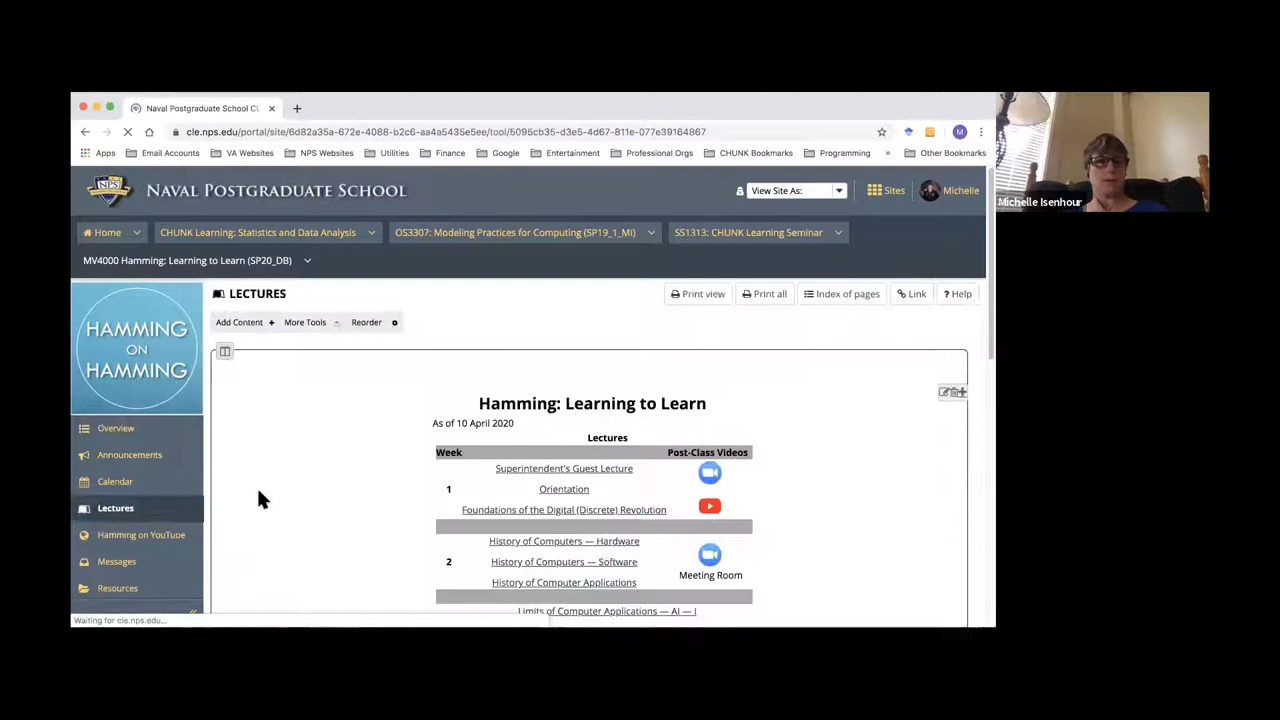 Naval Postgraduate School CL
cle.nps.edu/portal/site/6d82a35a-672e-4088-b2c6-aa4a5435e5ee/tool/5095cb35-d3e5-4d67-811e-077e39164867
M
Apps Email Accounts VA Websites NPS Websites Utilities Finance Google Entertainment Professional Orgs CHUNK Bookmarks Programming » Other Bookmarks
NPS NAVAL POSTGRADUATE SCHOOL
View Site As: Sites Michelle
Michelle Isenhour
Home CHUNK Learning: Statistics and Data Analysis OS3307: Modeling Practices for Computing (SP19_1_MI) SS1313: CHUNK Learning Seminar
MV4000 Hamming: Learning to Learn (SP20_DB)
LECTURES Print view Print all Index of pages Link ? Help
Add Content + More Tools Reorder
HAMMING
ON
HAMMING
Overview
Announcements
Calendar
Lectures
Hamming on YouTube
Messages
Resources
Hamming: Learning to Learn
As of 10 April 2020
Lectures
Week Post-Class Videos
Superintendent's Guest Lecture
1 Orientation
Foundations of the Digital (Discrete) Revolution
History of Computers — Hardware
2 History of Computers — Software
Meeting Room
History of Computer Applications
Limits of Computer Applications — AI — I
Waiting for cle.nps.edu...